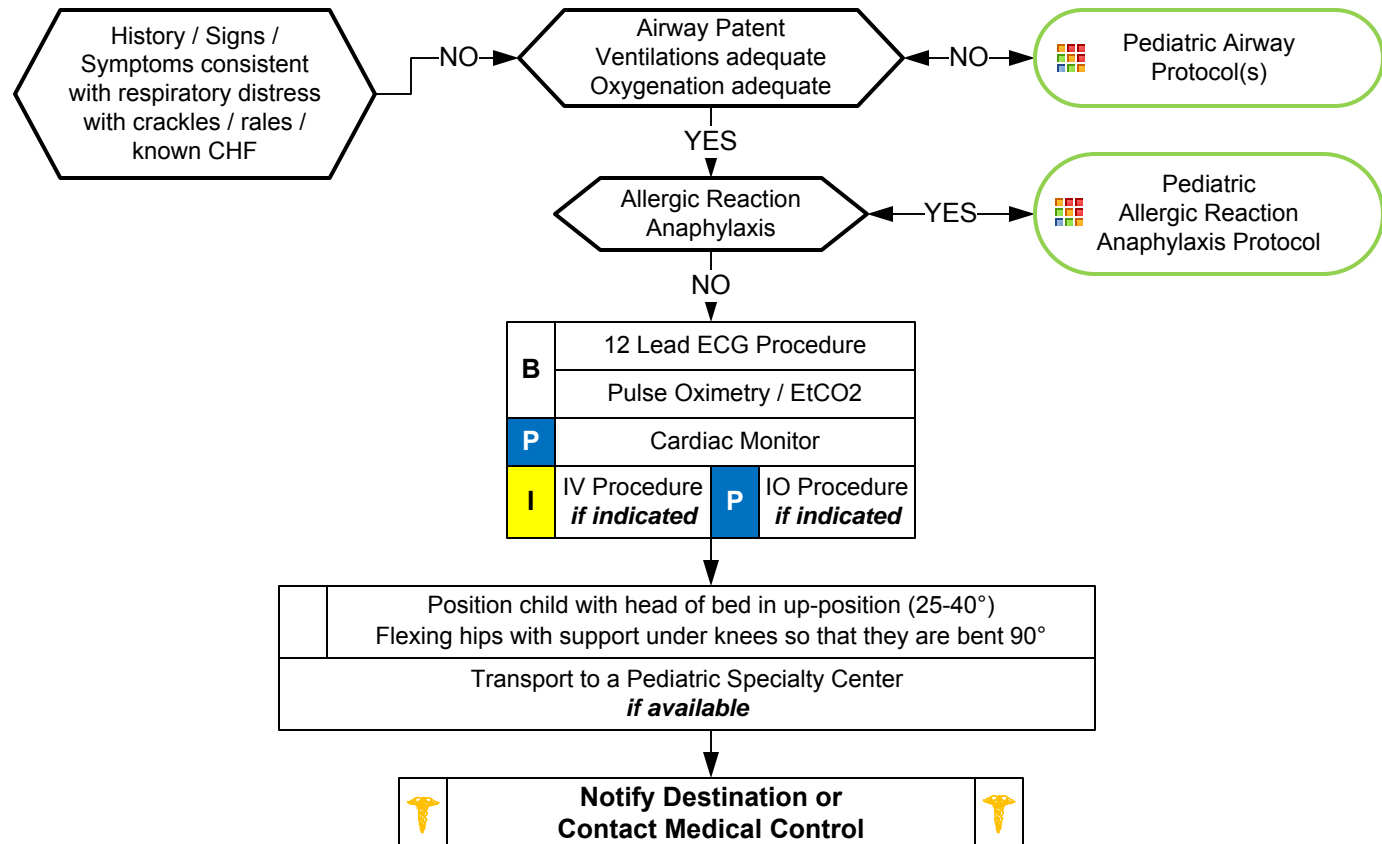 History / Signs /
Symptoms consistent
with respiratory distress
with crackles / rales /
known CHF
NO
Airway Patent
Ventilations adequate
Oxygenation adequate
NO
Pediatric Airway
Protocol(s)
YES
Allergic Reaction
Anaphylaxis
YES
Pediatric
Allergic Reaction
Anaphylaxis Protocol
NO
B
12 Lead ECG Procedure
Pulse Oximetry / EtCO2
P
Cardiac Monitor
I
IV Procedure
if indicated
P
IO Procedure
if indicated
Position child with head of bed in up-position (25-40°)
Flexing hips with support under knees so that they are bent 90°
Transport to a Pediatric Specialty Center
if available
Notify Destination or
Contact Medical Control